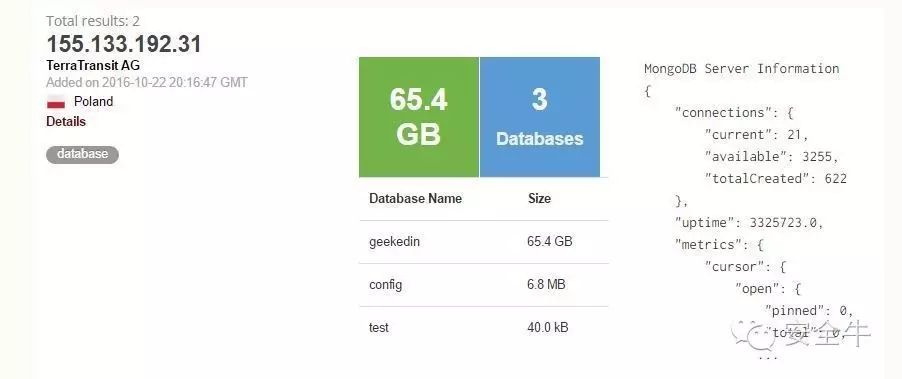 Total results: 2
155.133.192.31
TerraTransit AG
Added on 2016-10-22 20:16:47 GMT
Poland
Details
database
65.4
GB
3
Databases
Database Name Size
geekedin 65.4 GB
config 6.8 MB
test 40.0 kB
MongoDB Server Information
{
"connections": {
"current": 21,
"available": 3255,
"totalCreated": 622
},
"uptime": 3325723.0,
"metrics": {
"cursor": {
"open": {
"pinned": 0,
"total": 0,
...
安全牛